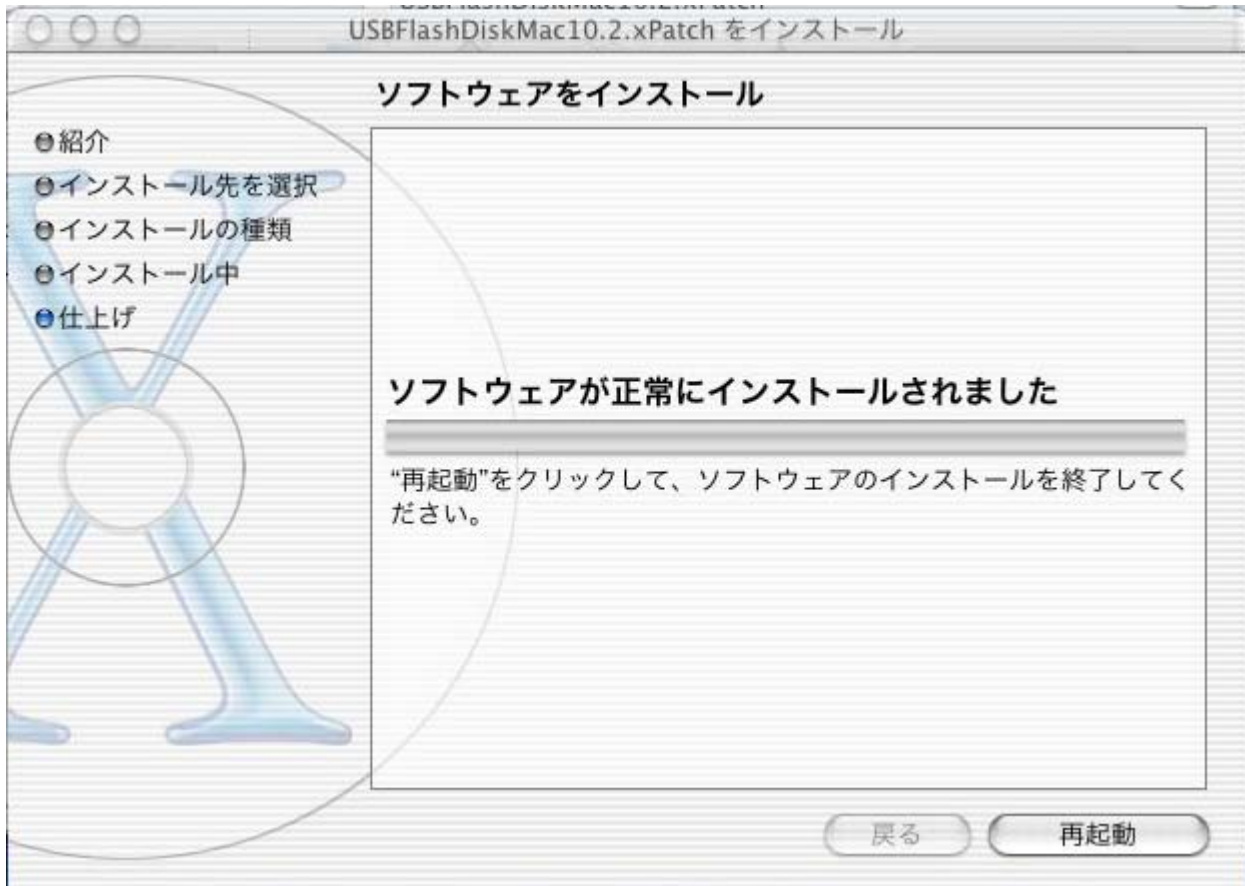 USBFlashDiskMac10.2.xPatch をインストール
ソフトウェアをインストール
紹介
インストール先を選択
インストールの種類
インストール中
仕上げ
ソフトウェアが正常にインストールされました
“再起動”をクリックして、ソフトウェアのインストールを終了してく
ださい。
戻る
再起動